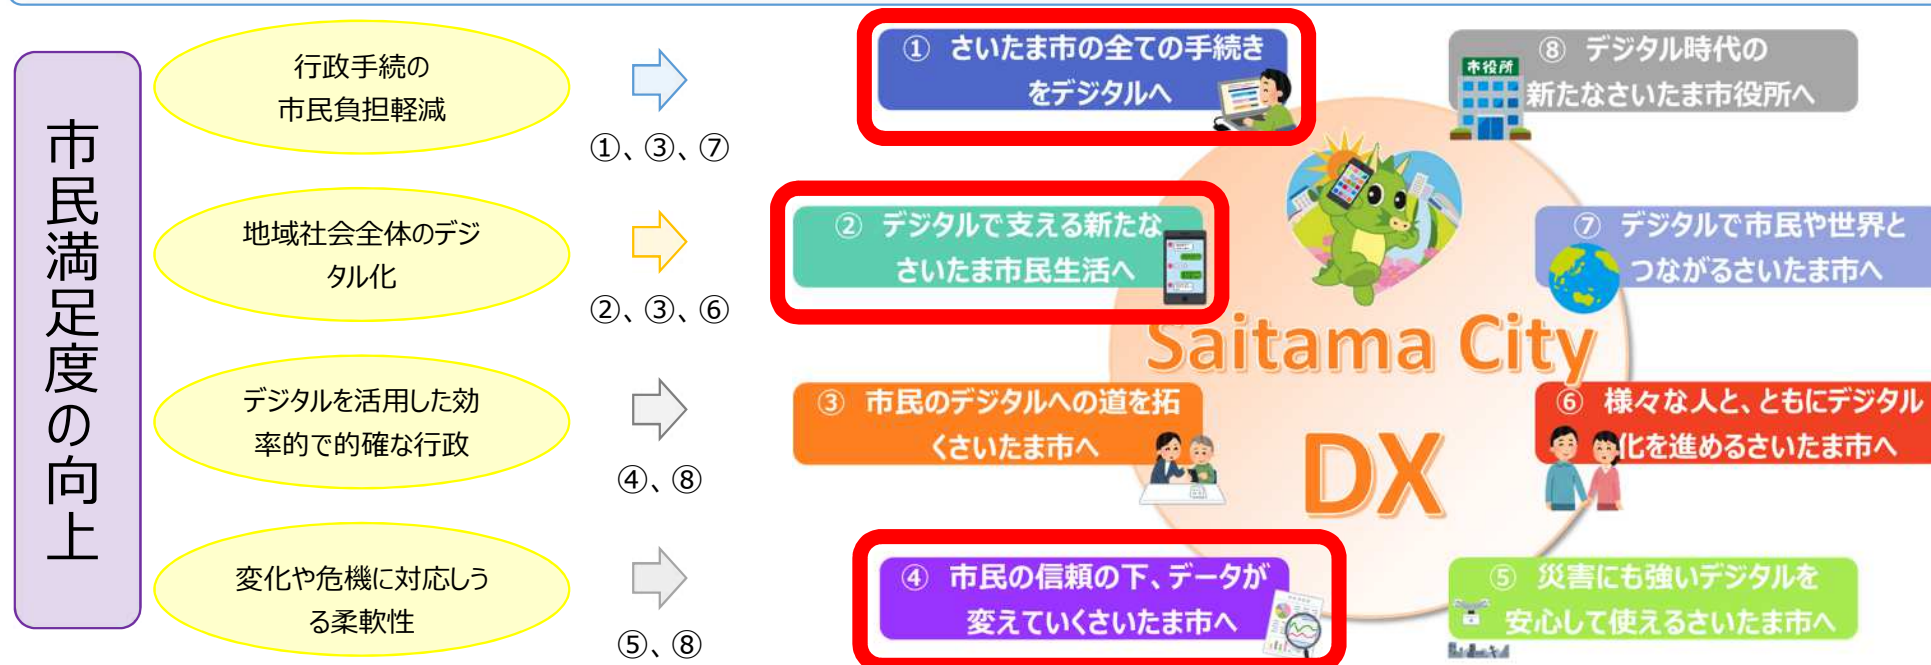 市民満足度の向上
行政手続の
市民負担軽減
①、③、⑦
地域社会全体のデジ
タル化
②、③、⑥
デジタルを活用した効
率的で的確な行政
④、⑧
変化や危機に対応しう
る柔軟性
⑤、⑧
① さいたま市の全ての手続き
をデジタルへ
② デジタルで支える新たな
さいたま市民生活へ
③ 市民のデジタルへの道を拓
くさいたま市へ
④ 市民の信頼の下、データが
変えていくさいたま市へ
Saitama City
DX
⑧ デジタル時代の
新たなさいたま市役所へ
市役所
⑦ デジタルで市民や世界と
つながるさいたま市へ
⑥ 様々な人と、ともにデジタル
化を進めるさいたま市へ
⑤ 災害にも強いデジタルを
安心して使えるさいたま市へ